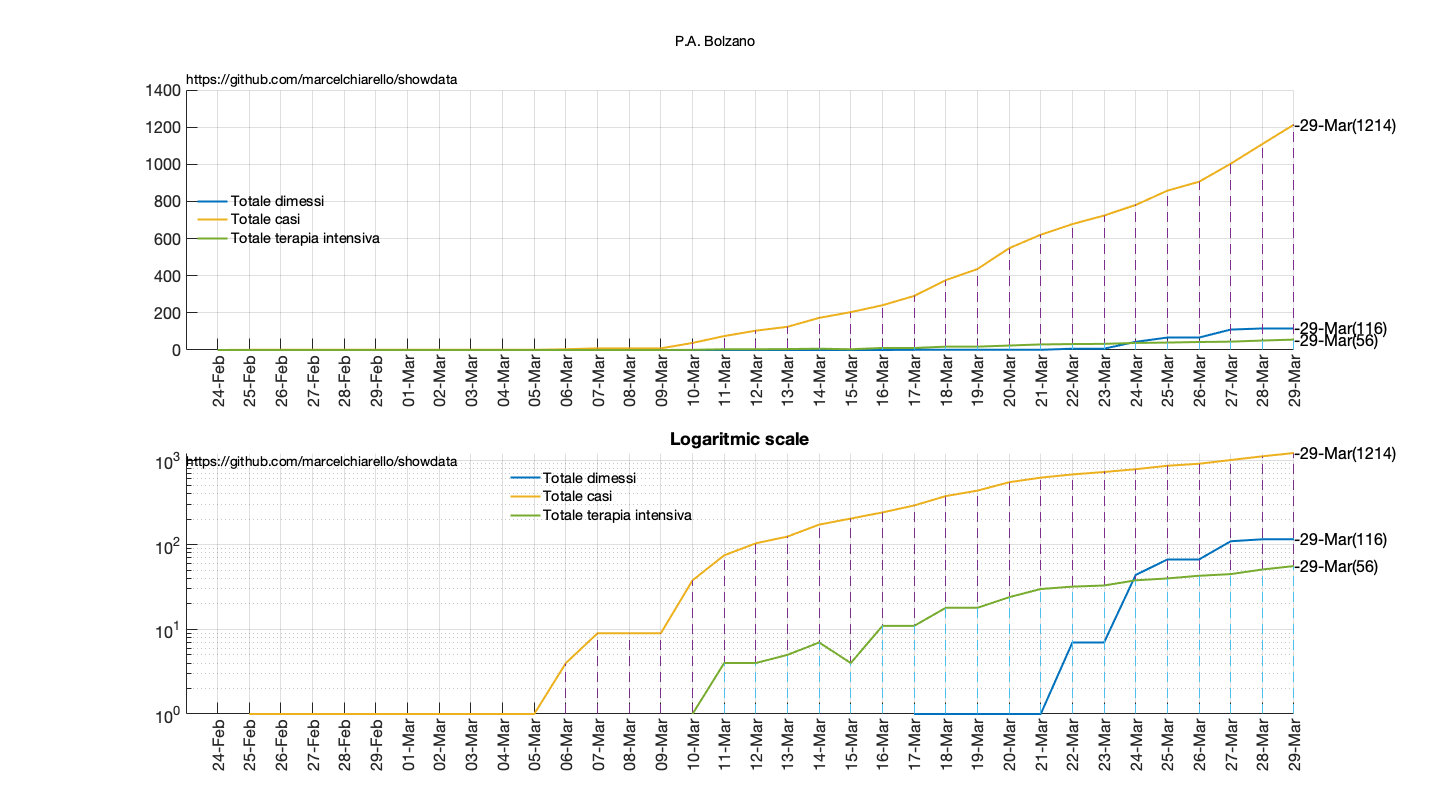 P.A. Bolzano
https://github.com/marcelchiarello/showdata
1400
1200
1000
800
600
400
200
0
Totale dimessi
Totale casi
Totale terapia intensiva
-29-Mar(1214)
-29-Mar(116)
-29-Mar(56)
24-Feb
25-Feb
26-Feb
27-Feb
28-Feb
29-Feb
01-Mar
02-Mar
03-Mar
04-Mar
05-Mar
06-Mar
07-Mar
08-Mar
09-Mar
10-Mar
11-Mar
12-Mar
13-Mar
14-Mar
15-Mar
16-Mar
17-Mar
18-Mar
19-Mar
20-Mar
21-Mar
22-Mar
23-Mar
24-Mar
25-Mar
26-Mar
27-Mar
28-Mar
29-Mar
Logaritmic scale
https://github.com/marcelchiarello/showdata
10^3
10^2
10^1
10^0
Totale dimessi
Totale casi
Totale terapia intensiva
-29-Mar(1214)
-29-Mar(116)
-29-Mar(56)
24-Feb
25-Feb
26-Feb
27-Feb
28-Feb
29-Feb
01-Mar
02-Mar
03-Mar
04-Mar
05-Mar
06-Mar
07-Mar
08-Mar
09-Mar
10-Mar
11-Mar
12-Mar
13-Mar
14-Mar
15-Mar
16-Mar
17-Mar
18-Mar
19-Mar
20-Mar
21-Mar
22-Mar
23-Mar
24-Mar
25-Mar
26-Mar
27-Mar
28-Mar
29-Mar